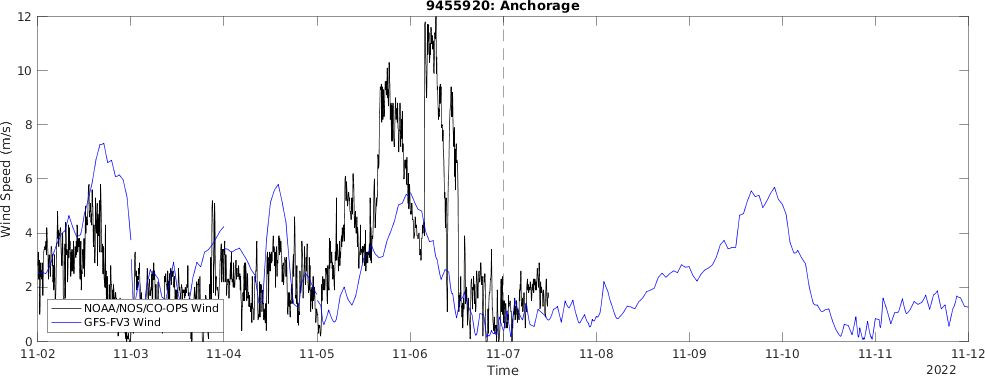 9455920: Anchorage
Wind Speed (m/s)
12
10
8
6
4
2
0
NOAA/NOS/CO-OPS Wind
GFS-FV3 Wind
11-02 11-03 11-04 11-05 11-06 11-07 11-08 11-09 11-10 11-11 11-12
Time
2022